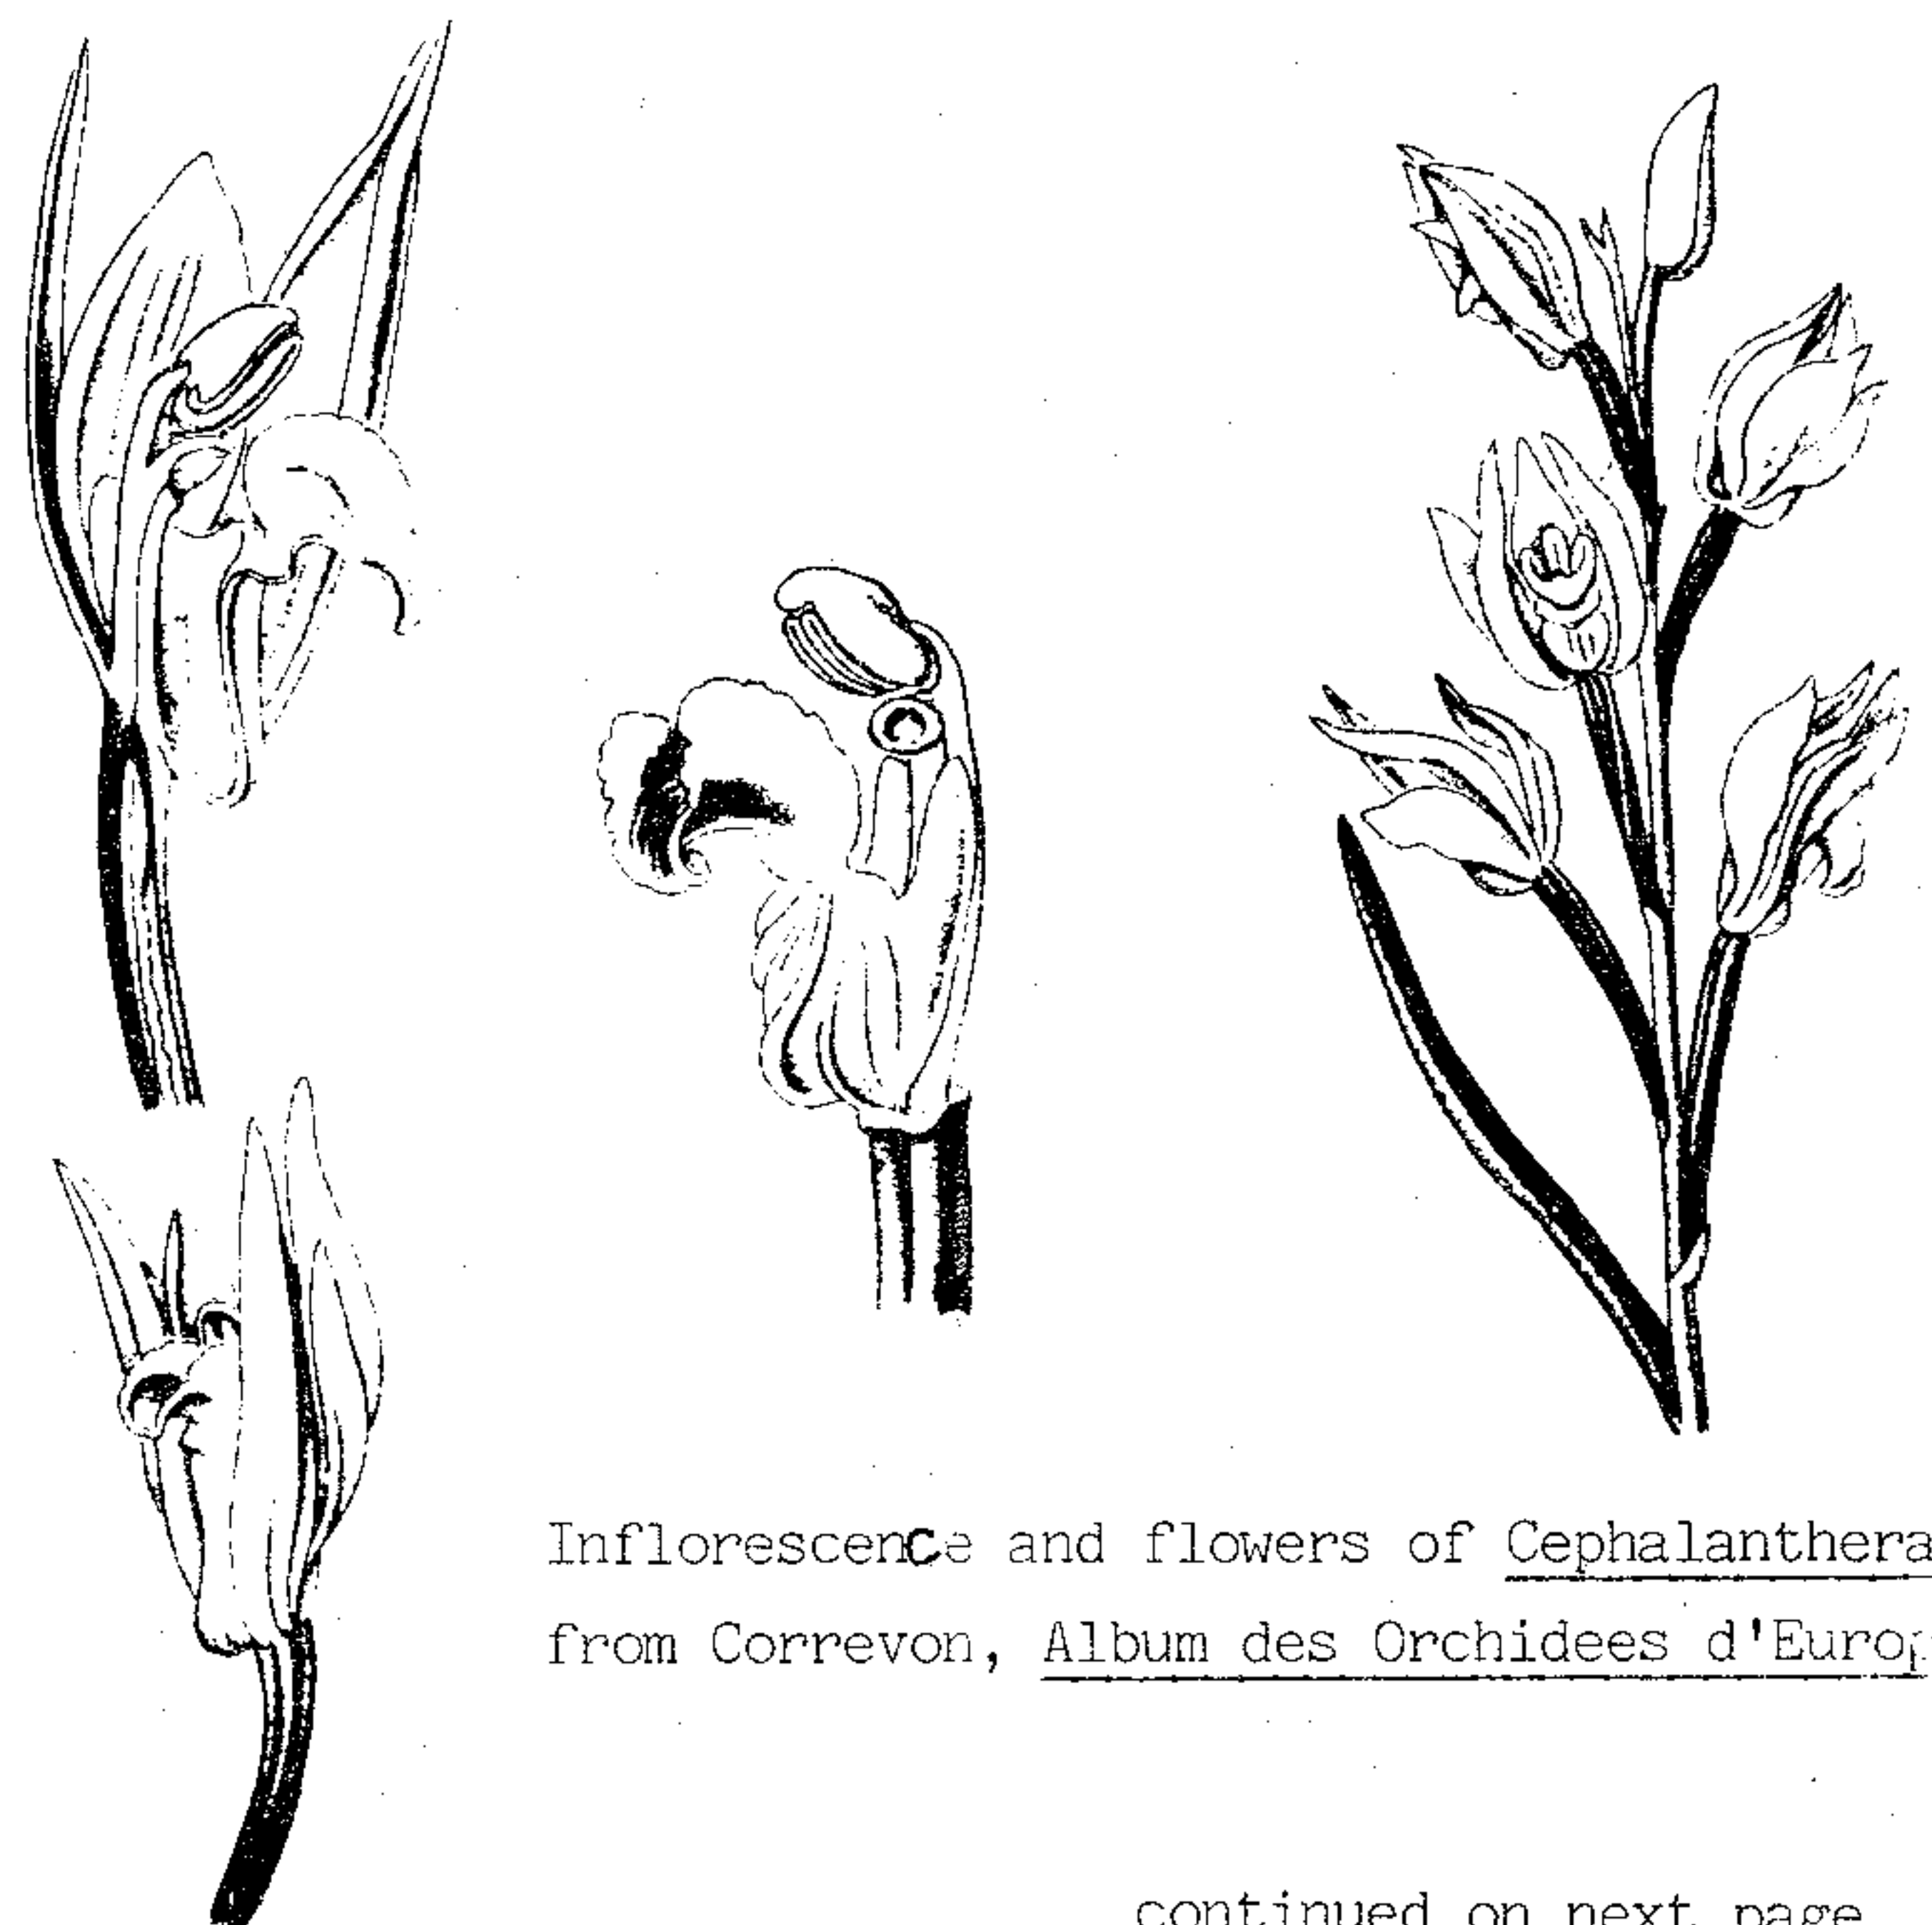 Inflorescence and flowers of Cephalanthera
from Correvon, Album des Orchidees d'Europ
continued on next page